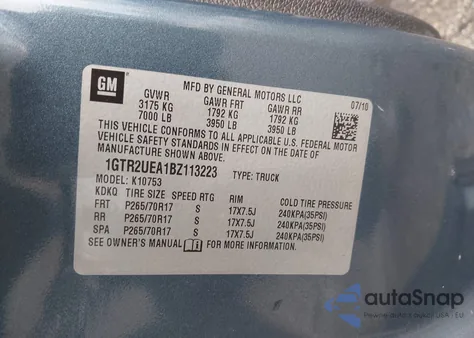 GM
MFD BY GENERAL MOTORS LLC
GVWR GAWR FRT GAWR RR 07/10
3175 KG 1792 KG 1792 KG
7000 LB 3950 LB 3950 LB
THIS VEHICLE CONFORMS TO ALL APPLICABLE U.S. FEDERAL MOTOR
VEHICLE SAFETY STANDARDS IN EFFECT ON THE DATE OF
MANUFACTURE SHOWN ABOVE.
1GTR2UEA1BZ113223 TYPE: TRUCK
MODEL: K10753
KDKQ TIRE SIZE SPEED RTG RIM COLD TIRE PRESSURE
FRT P265/70R17 S 17X7.5J 240KPA(35PSI)
RR P265/70R17 S 17X7.5J 240KPA(35PSI)
SPA P265/70R17 S 17X7.5J 240KPA(35PSI)
SEE OWNER'S MANUAL FOR MORE INFORMATION
autoSnap